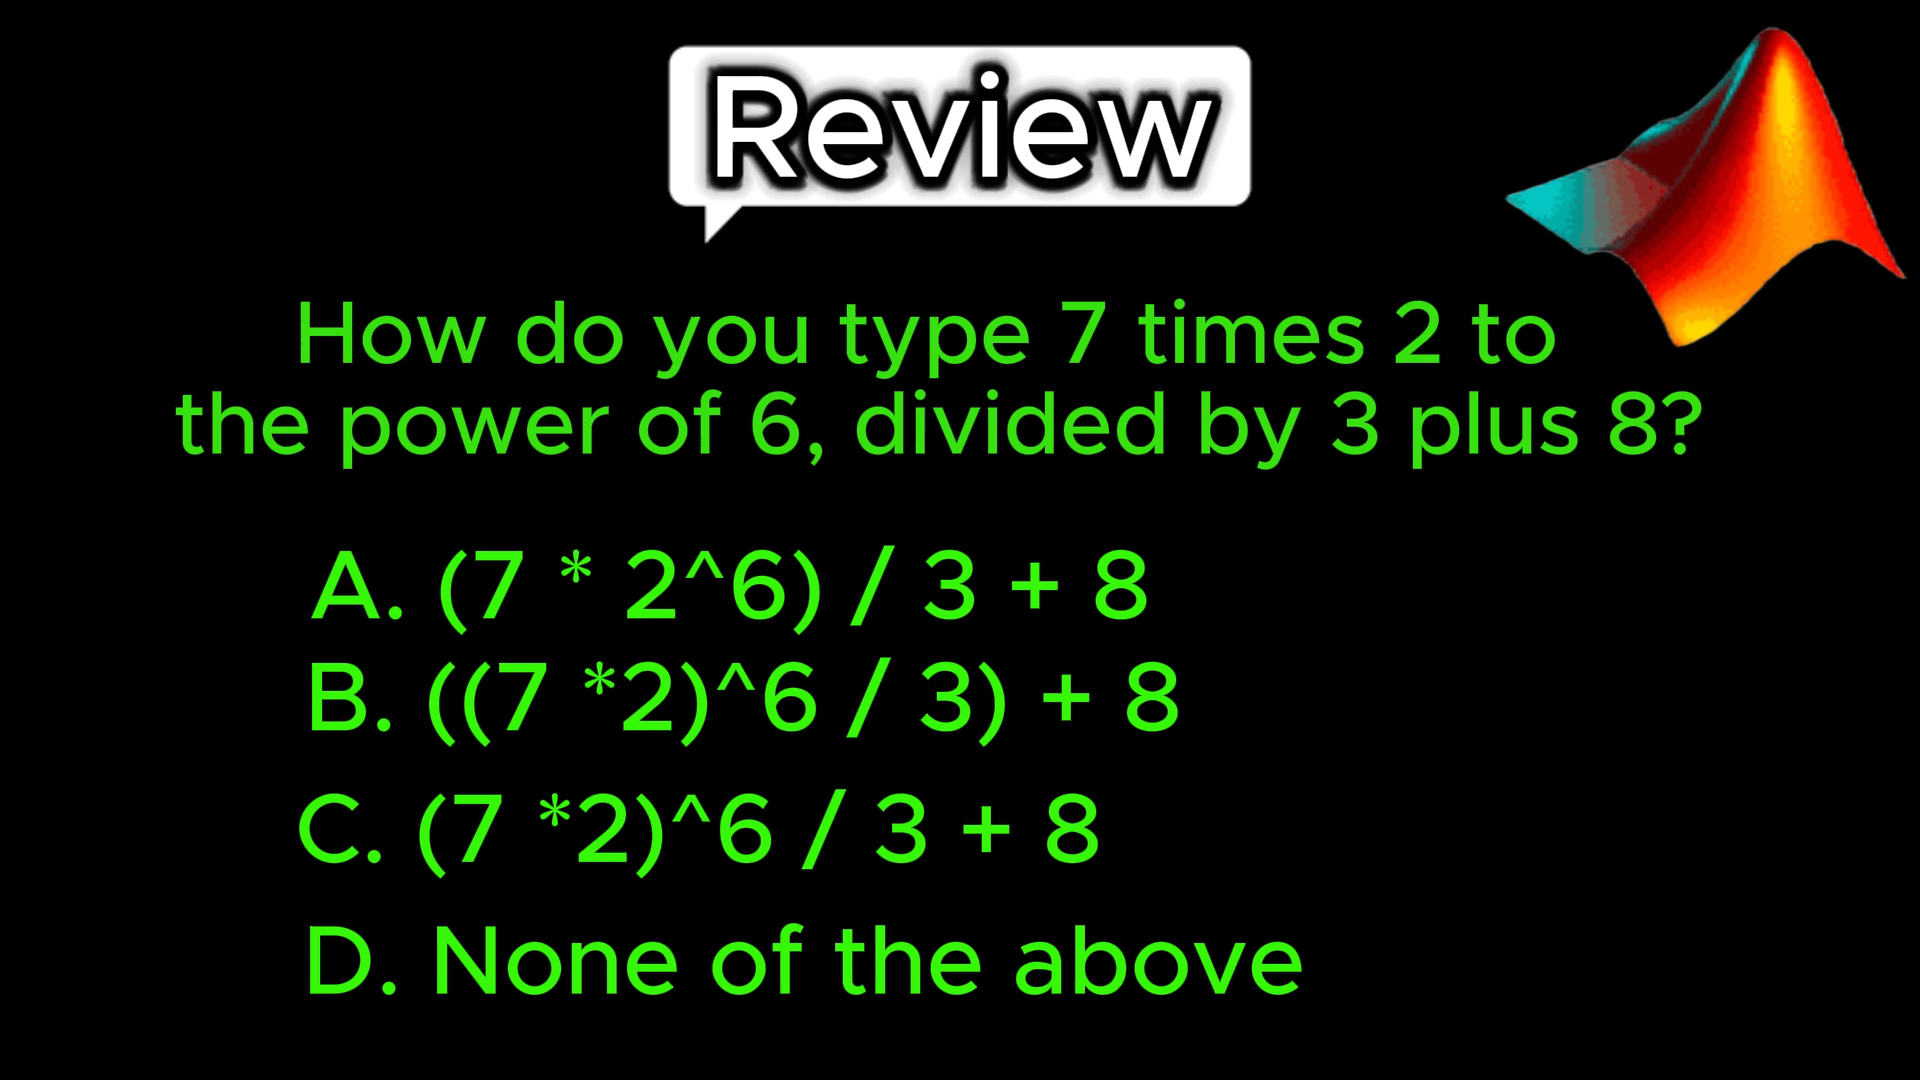 Review
How do you type 7 times 2 to
the power of 6, divided by 3 plus 8?
A. (7 * 2^6) / 3 + 8
B. ((7 *2)^6 / 3) + 8
C. (7 *2)^6 / 3 + 8
D. None of the above